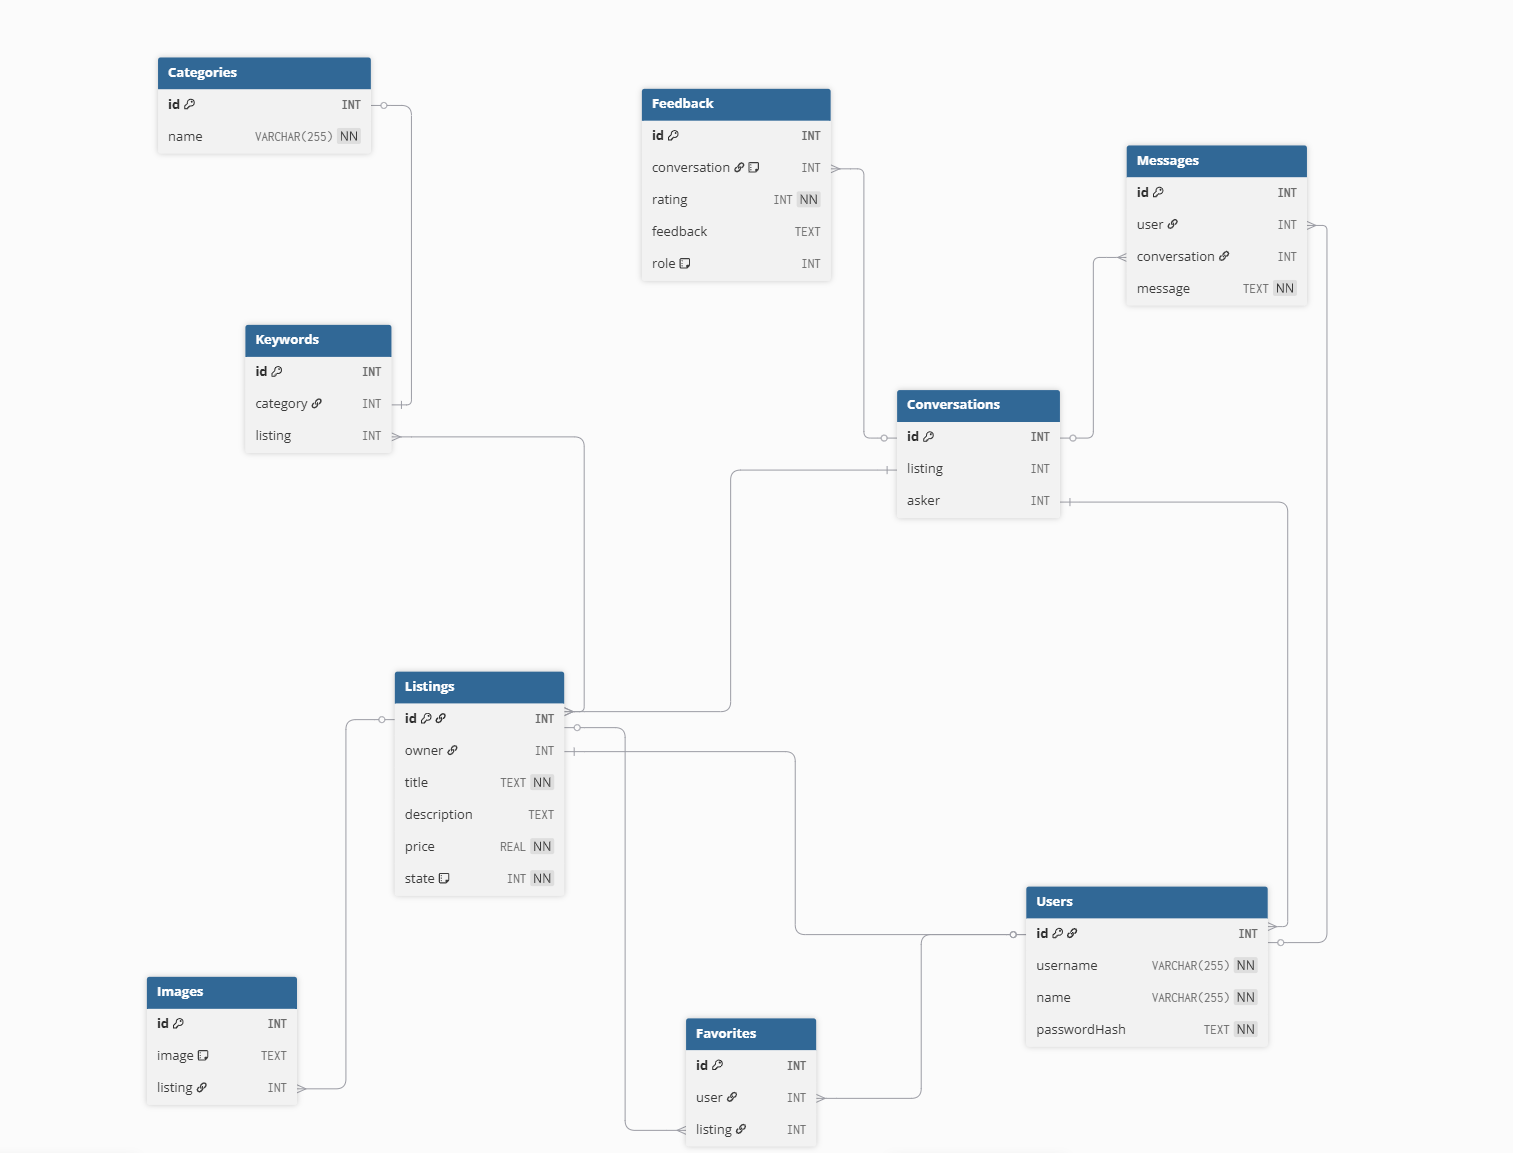 Categories
id INT
name VARCHAR(255) NN
Feedback
id INT
conversation INT
rating INT NN
feedback TEXT
role INT
Messages
id INT
user INT
conversation INT
message TEXT NN
Keywords
id INT
category INT
listing INT
Conversations
id INT
listing INT
asker INT
Listings
id INT
owner INT
title TEXT NN
description TEXT
price REAL NN
state INT NN
Users
id INT
username VARCHAR(255) NN
name VARCHAR(255) NN
passwordHash TEXT NN
Images
id INT
image TEXT
listing INT
Favorites
id INT
user INT
listing INT